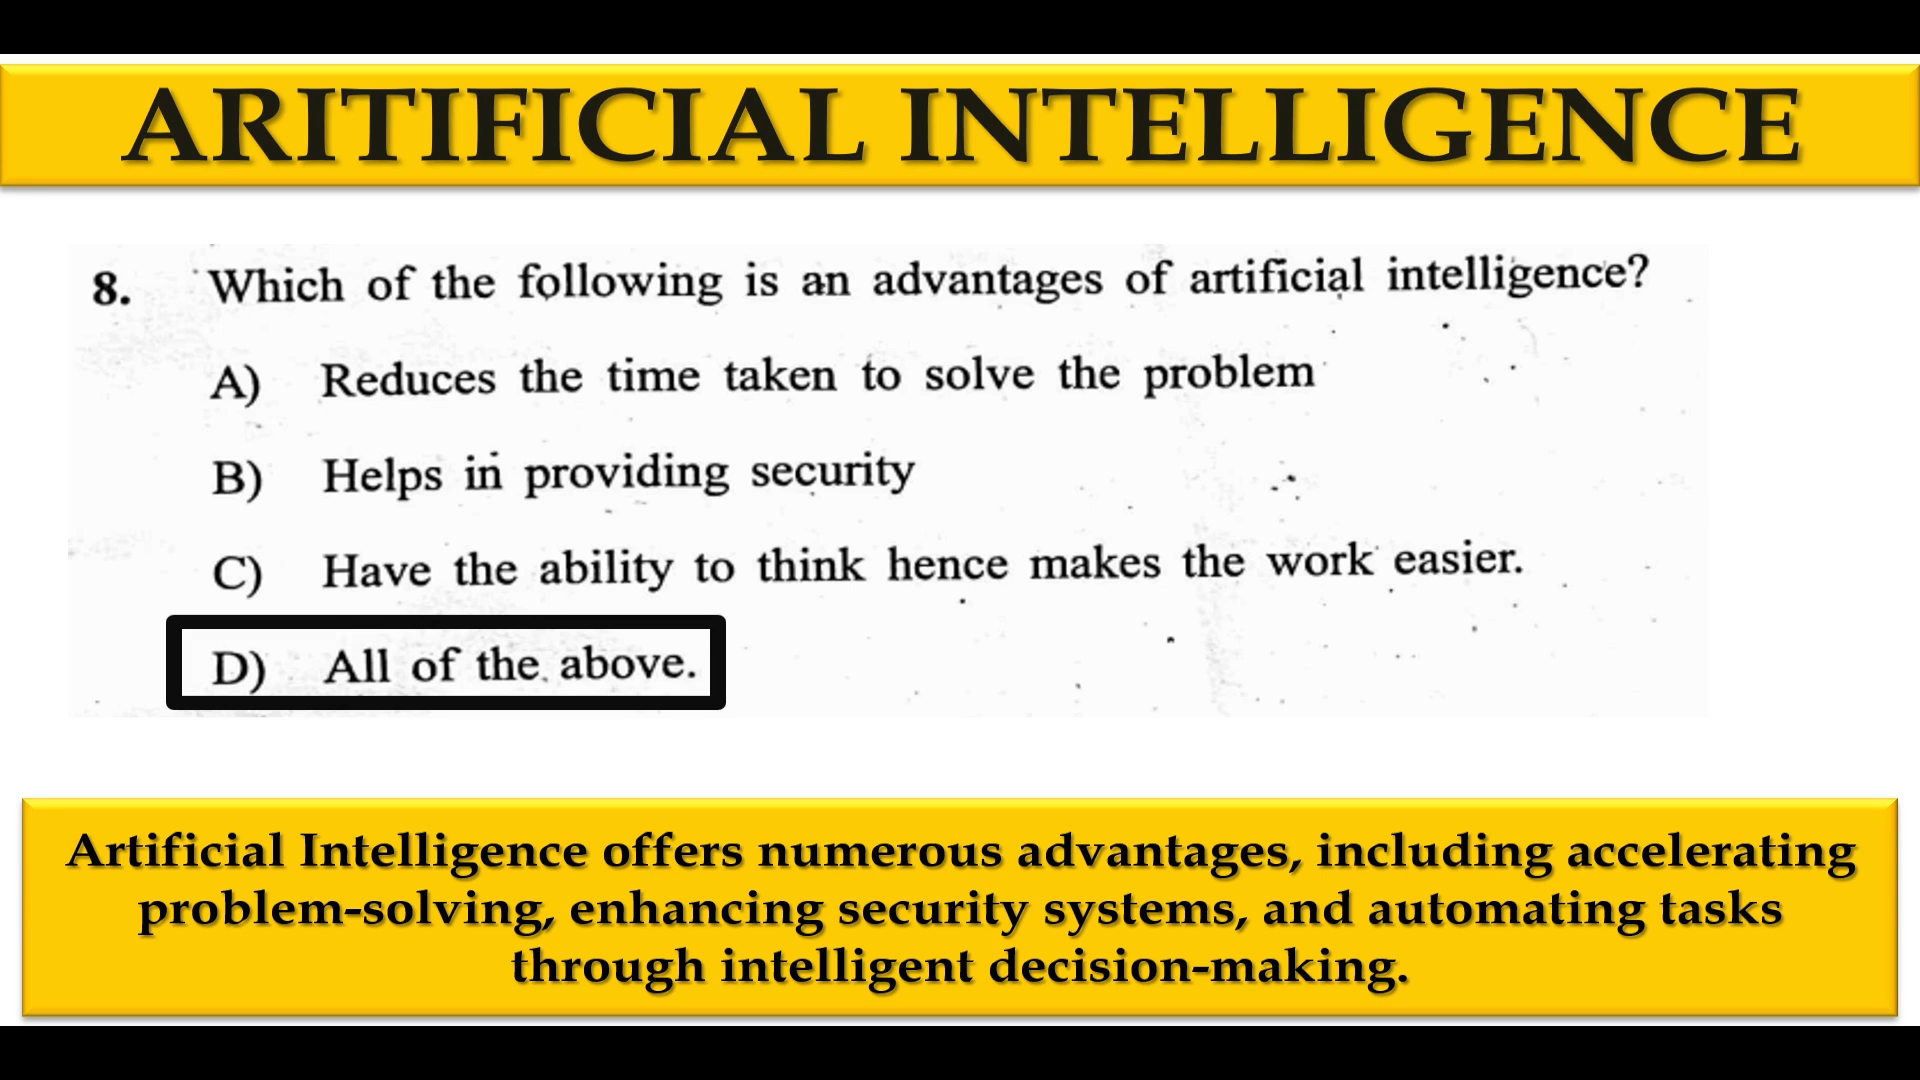 ARITIFICIAL INTELLIGENCE
8. Which of the following is an advantages of artificial intelligence?
A) Reduces the time taken to solve the problem
B) Helps in providing security
C) Have the ability to think hence makes the work easier.
D) All of the above.
Artificial Intelligence offers numerous advantages, including accelerating
problem-solving, enhancing security systems, and automating tasks
through intelligent decision-making.